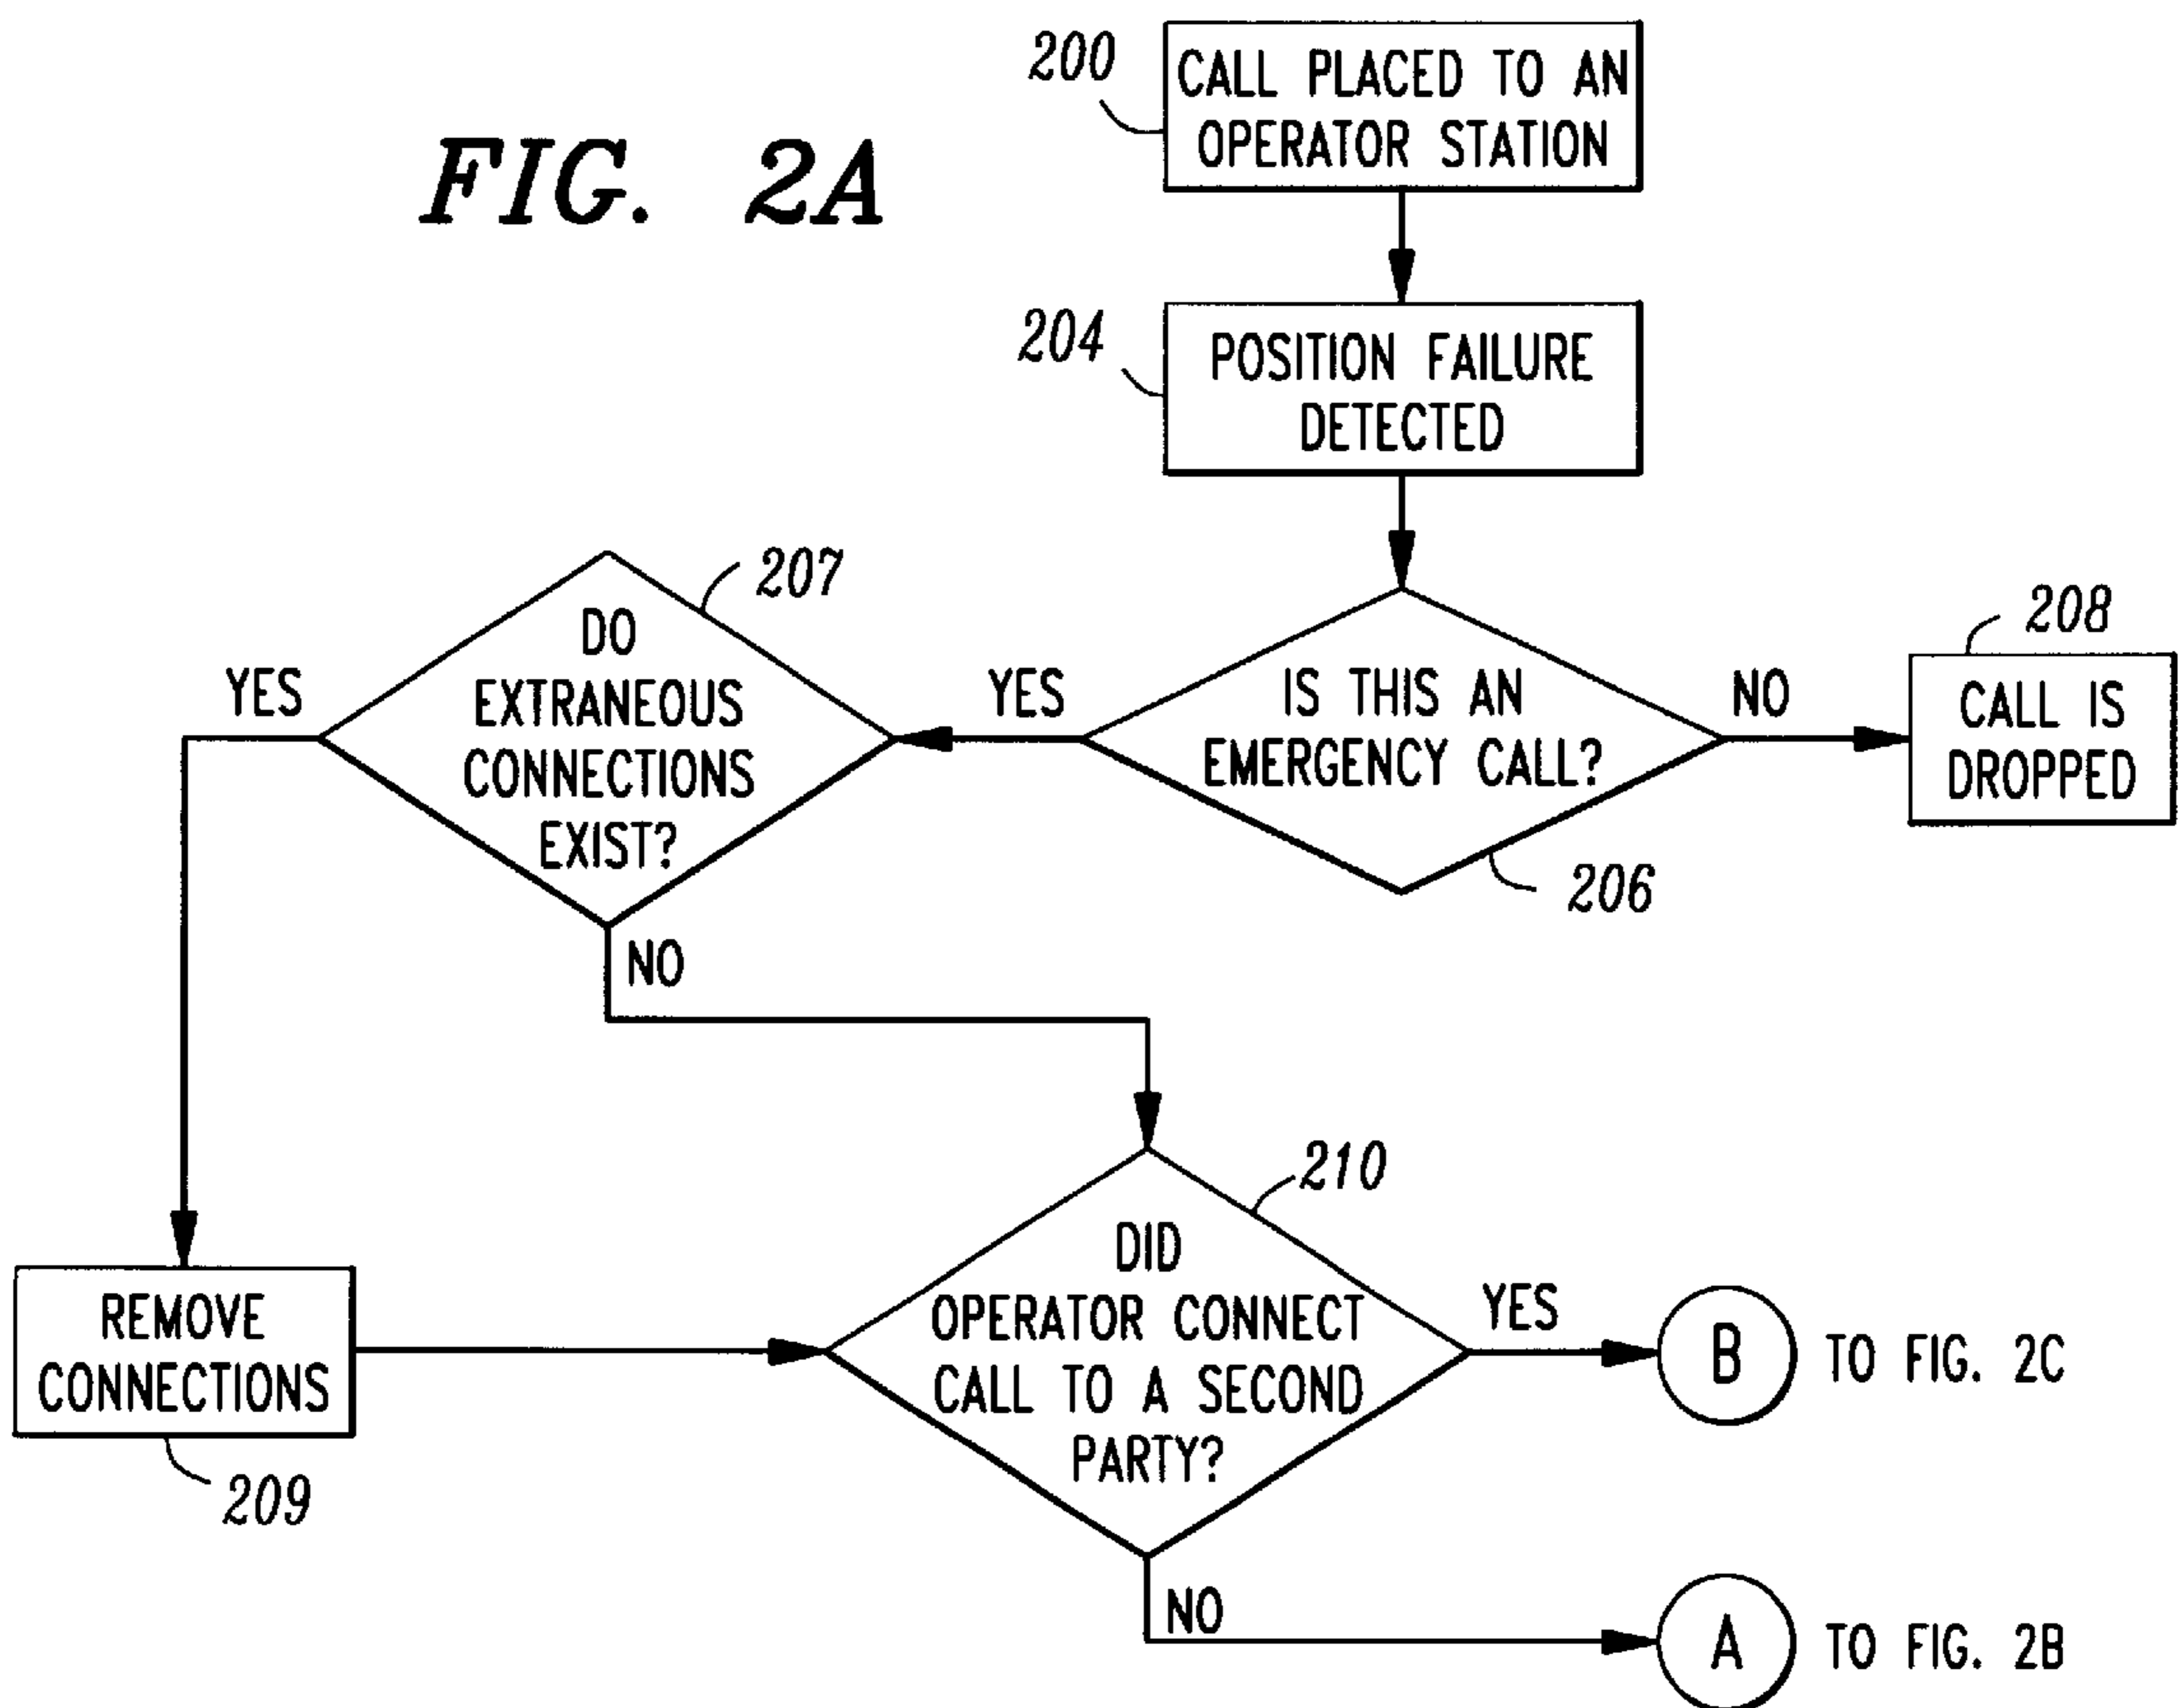 FIG. 2A
200
CALL PLACED TO AN
OPERATOR STATION
204
POSITION FAILURE
DETECTED
207
DO
EXTRANEOUS
CONNECTIONS
EXIST?
YES
NO
YES
IS THIS AN
EMERGENCY CALL?
206
NO
208
CALL IS
DROPPED
REMOVE
CONNECTIONS
209
210
DID
OPERATOR CONNECT
CALL TO A SECOND
PARTY?
YES
B
TO FIG. 2C
NO
A
TO FIG. 2B